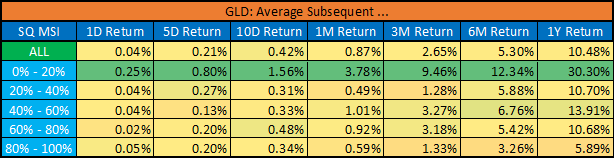 GLD: Average Subsequent ...
SQ MSI 1D Return 5D Return 10D Return 1M Return 3M Return 6M Return 1Y Return
ALL 0.04% 0.21% 0.42% 0.87% 2.65% 5.30% 10.48%
0% - 20% 0.25% 0.80% 1.56% 3.78% 9.46% 12.34% 30.30%
20% - 40% 0.04% 0.27% 0.31% 0.49% 1.28% 5.88% 10.70%
40% - 60% 0.04% 0.13% 0.33% 1.01% 3.27% 6.76% 13.91%
60% - 80% 0.02% 0.20% 0.48% 0.92% 3.18% 5.42% 10.68%
80% - 100% 0.05% 0.20% 0.34% 0.59% 1.33% 3.26% 5.89%